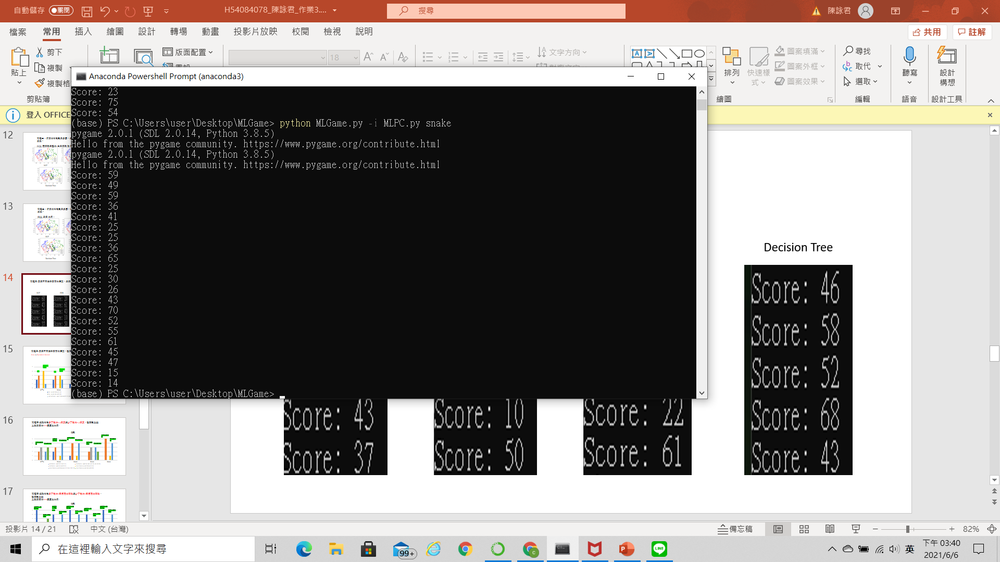 自動儲存 關閉
H54084078_陳詠君_作業3....
搜尋
陳詠君
檔案 常用 插入 繪圖 設計 轉場 動畫 投影片放映 校閱 檢視 說明
共用 註解
貼上
剪下
複製
複製格
剪貼簿
版面配置
18
文字方向
排列
快速樣
式
圖案填滿
圖案外框
圖案效果
繪圖
尋找
取代
選取
編輯
聽寫
語音
設計
構想
設計工具
登入 OFFICE
Anaconda Powershell Prompt (anaconda3)
Score: 23
Score: 75
Score: 54
(base) PS C:\Users\user\Desktop\MLGame> python MLGame.py -i MLPC.py snake
pygame 2.0.1 (SDL 2.0.14, Python 3.8.5)
Hello from the pygame community. https://www.pygame.org/contribute.html
pygame 2.0.1 (SDL 2.0.14, Python 3.8.5)
Hello from the pygame community. https://www.pygame.org/contribute.html
Score: 59
Score: 49
Score: 59
Score: 36
Score: 41
Score: 25
Score: 25
Score: 36
Score: 65
Score: 25
Score: 30
Score: 26
Score: 43
Score: 70
Score: 52
Score: 55
Score: 61
Score: 45
Score: 47
Score: 15
Score: 14
(base) PS C:\Users\user\Desktop\MLGame>
12
13
14
15
16
17
Decision Tree
Score: 46
Score: 58
Score: 52
Score: 68
Score: 43
Score: 43
Score: 37
Score: 10
Score: 50
Score: 22
Score: 61
投影片 14 / 21
中文 (台灣)
備忘稿
82%
在這裡輸入文字來搜尋
99+
英
下午 03:40
2021/6/6